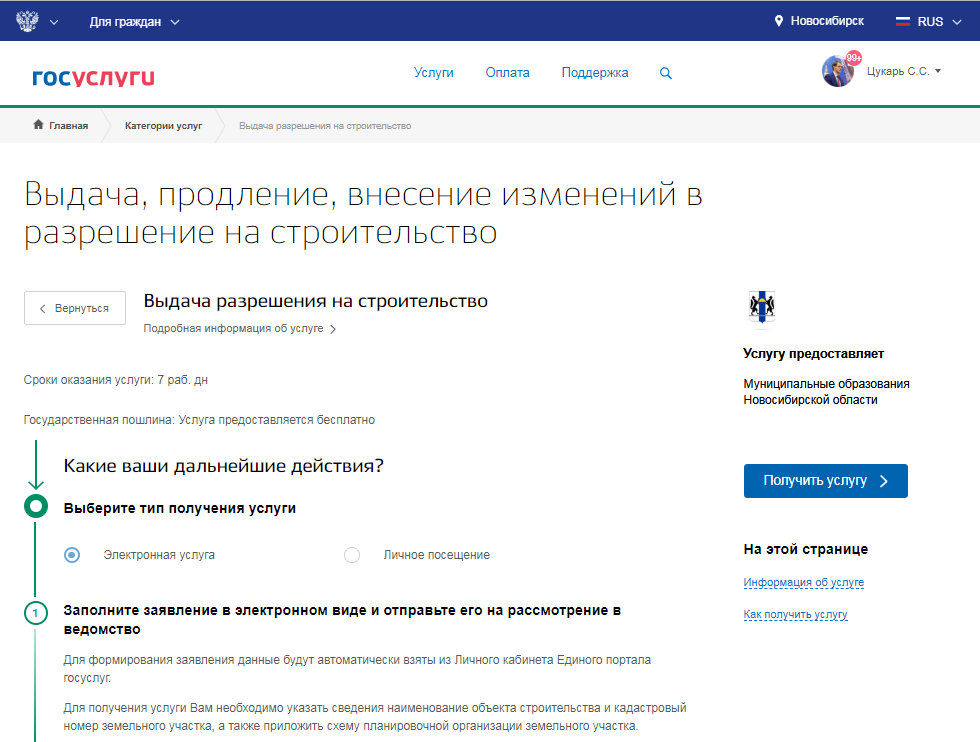 Для граждан
Новосибирск
RUS
госуслуги
Услуги
Оплата
Поддержка
99+
Цукарь С.С.
Главная
Категории услуг
Выдача разрешения на строительство
Выдача, продление, внесение изменений в
разрешение на строительство
Вернуться
Выдача разрешения на строительство
Подробная информация об услуге
Сроки оказания услуги: 7 раб. дн
Государственная пошлина: Услуга предоставляется бесплатно
Какие ваши дальнейшие действия?
Выберите тип получения услуги
Электронная услуга
Личное посещение
1
Заполните заявление в электронном виде и отправьте его на рассмотрение в
ведомство
Для формирования заявления данные будут автоматически взяты из Личного кабинета Единого портала
госуслуг.
Для получения услуги Вам необходимо указать сведения наименование объекта строительства и кадастровый
номер земельного участка, а также приложить схему планировочной организации земельного участка.
Услугу предоставляет
Муниципальные образования
Новосибирской области
Получить услугу
На этой странице
Информация об услуге
Как получить услугу